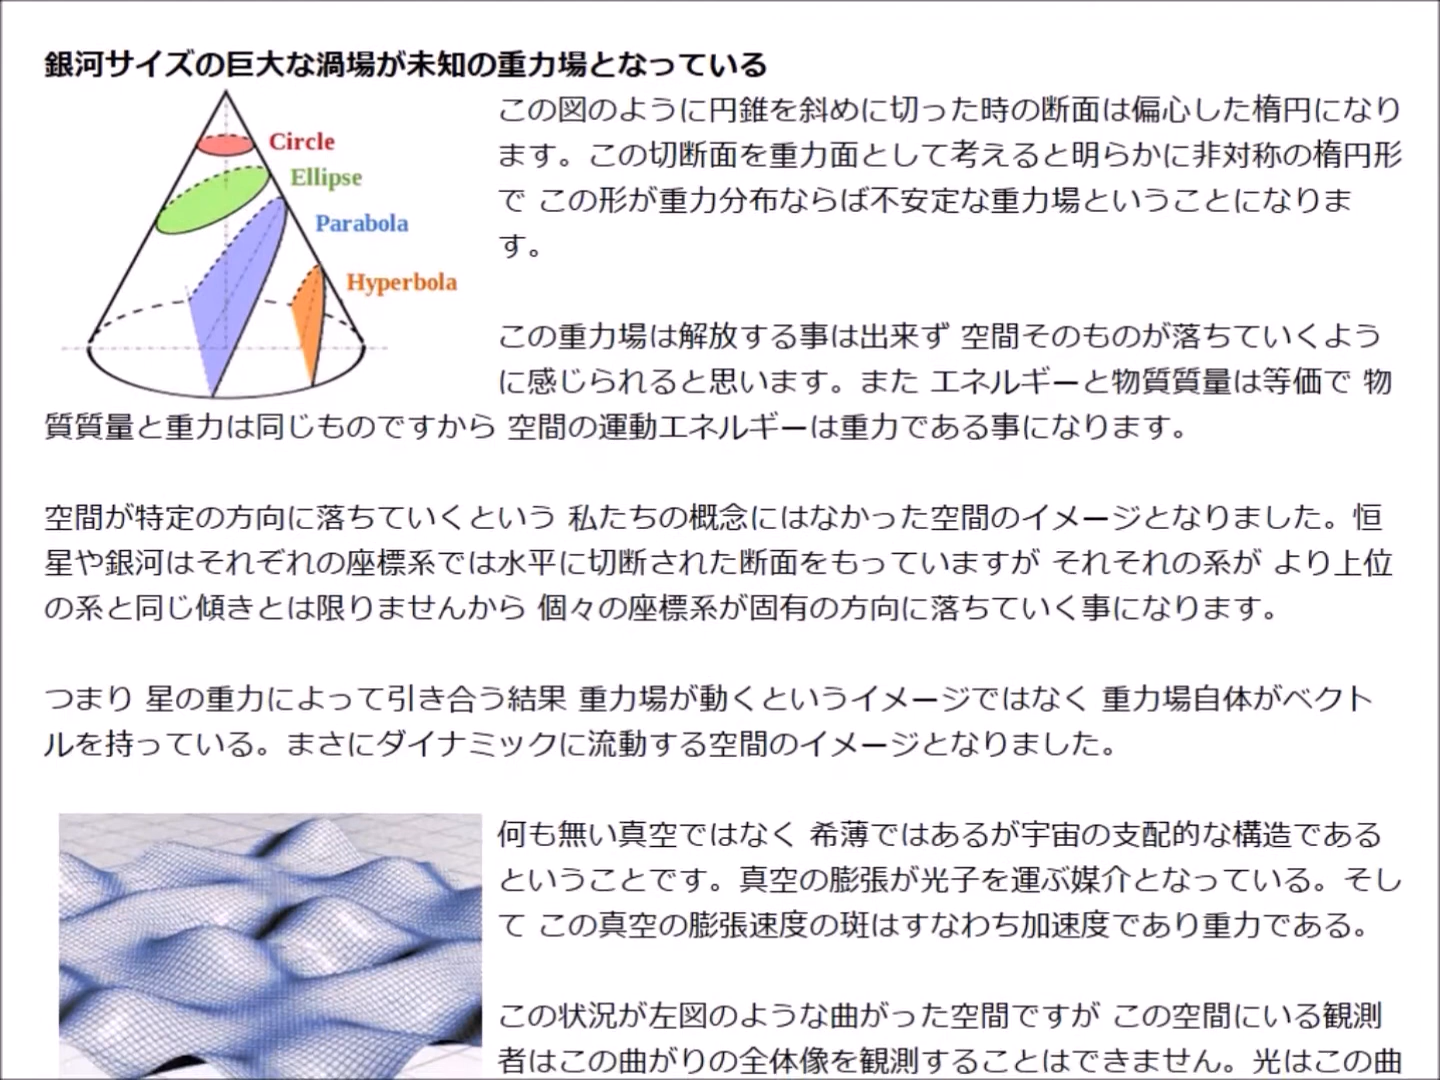 銀河サイズの巨大な渦場が未知の重力場となっている
Circle
Ellipse
Parabola
Hyperbola
この図のように円錐を斜めに切った時の断面は偏心した楕円になり
ます。この切断面を重力面として考えると明らかに非対称の楕円形
で この形が重力分布ならば不安定な重力場ということになりま
す。
この重力場は解放する事は出来ず 空間そのものが落ちていくよう
に感じられると思います。また エネルギーと物質質量は等価で 物
質質量と重力は同じものですから 空間の運動エネルギーは重力である事になります。
空間が特定の方向に落ちていくという 私たちの概念にはなかった空間のイメージとなりました。恒
星や銀河はそれぞれの座標系では水平に切断された断面をもっていますが それそれの系が より上位
の系と同じ傾きとは限りませんから 個々の座標系が固有の方向に落ちていく事になります。
つまり 星の重力によって引き合う結果 重力場が動くというイメージではなく 重力場自体がベクト
ルを持っている。まさにダイナミックに流動する空間のイメージとなりました。
何も無い真空ではなく 希薄ではあるが宇宙の支配的な構造である
ということです。真空の膨張が光子を運ぶ媒介となっている。そし
て この真空の膨張速度の斑はすなわち加速度であり重力である。
この状況が左図のような曲がった空間ですが この空間にいる観測
者はこの曲がりの全体像を観測することはできません。光はこの曲